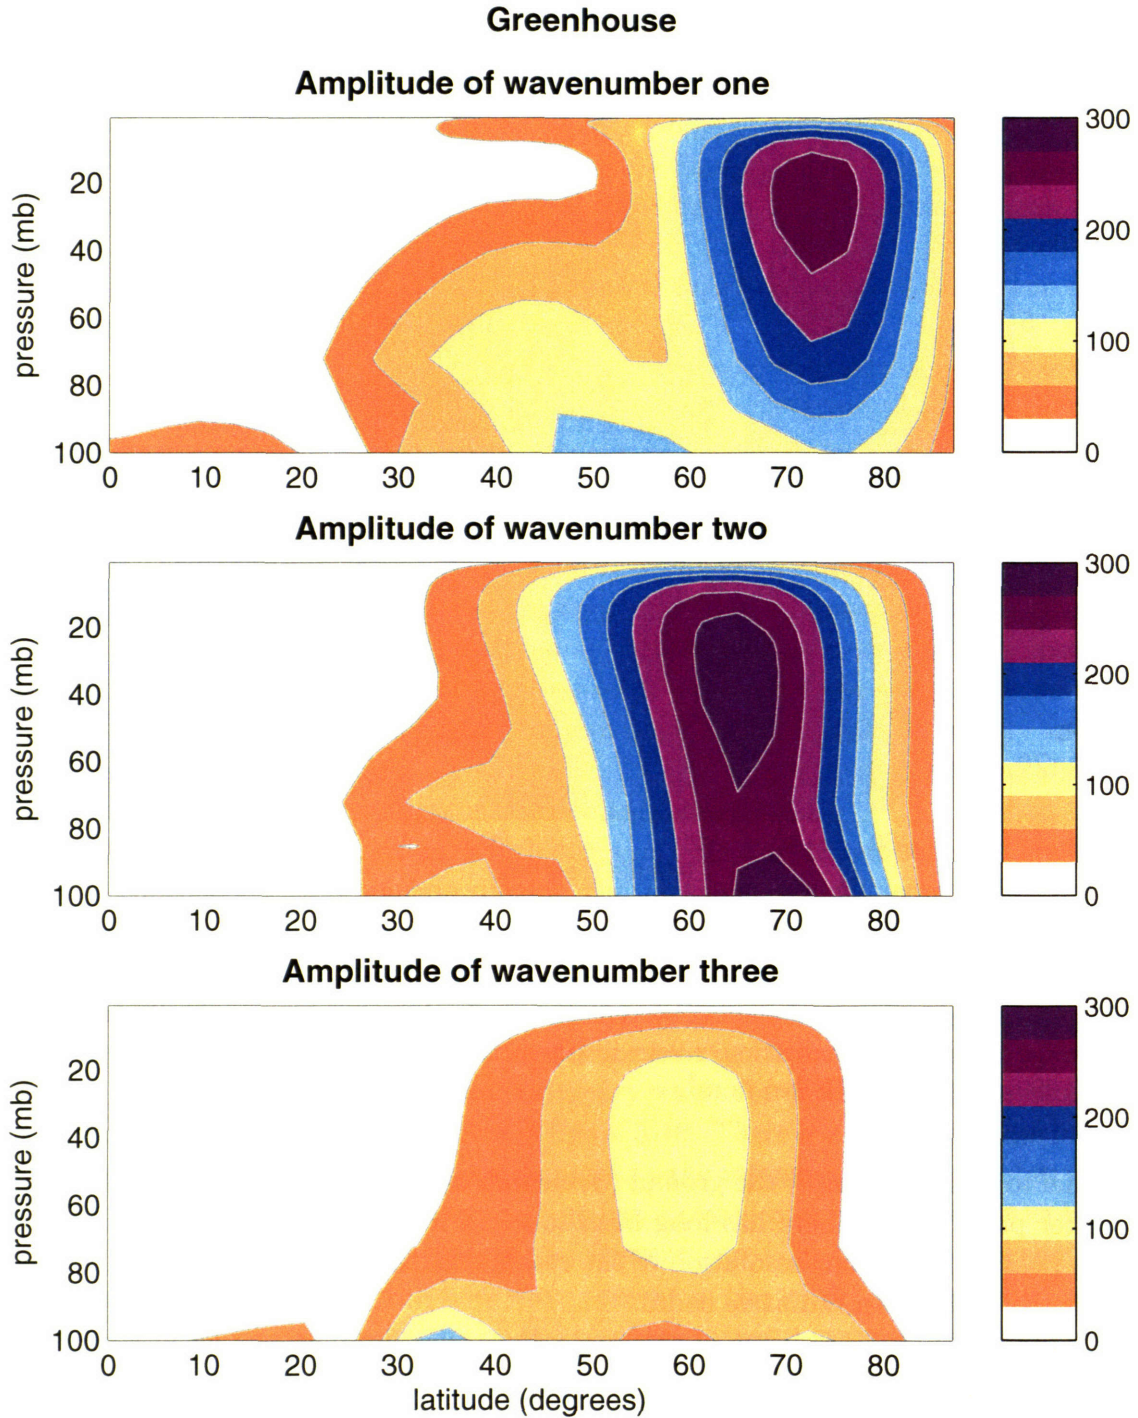 Greenhouse
Amplitude of wavenumber one
pressure (mb)
20
40
60
80
100
0 10 20 30 40 50 60 70 80
300
200
100
0
Amplitude of wavenumber two
pressure (mb)
20
40
60
80
100
0 10 20 30 40 50 60 70 80
300
200
100
0
Amplitude of wavenumber three
pressure (mb)
20
40
60
80
100
0 10 20 30 40 50 60 70 80
latitude (degrees)
300
200
100
0